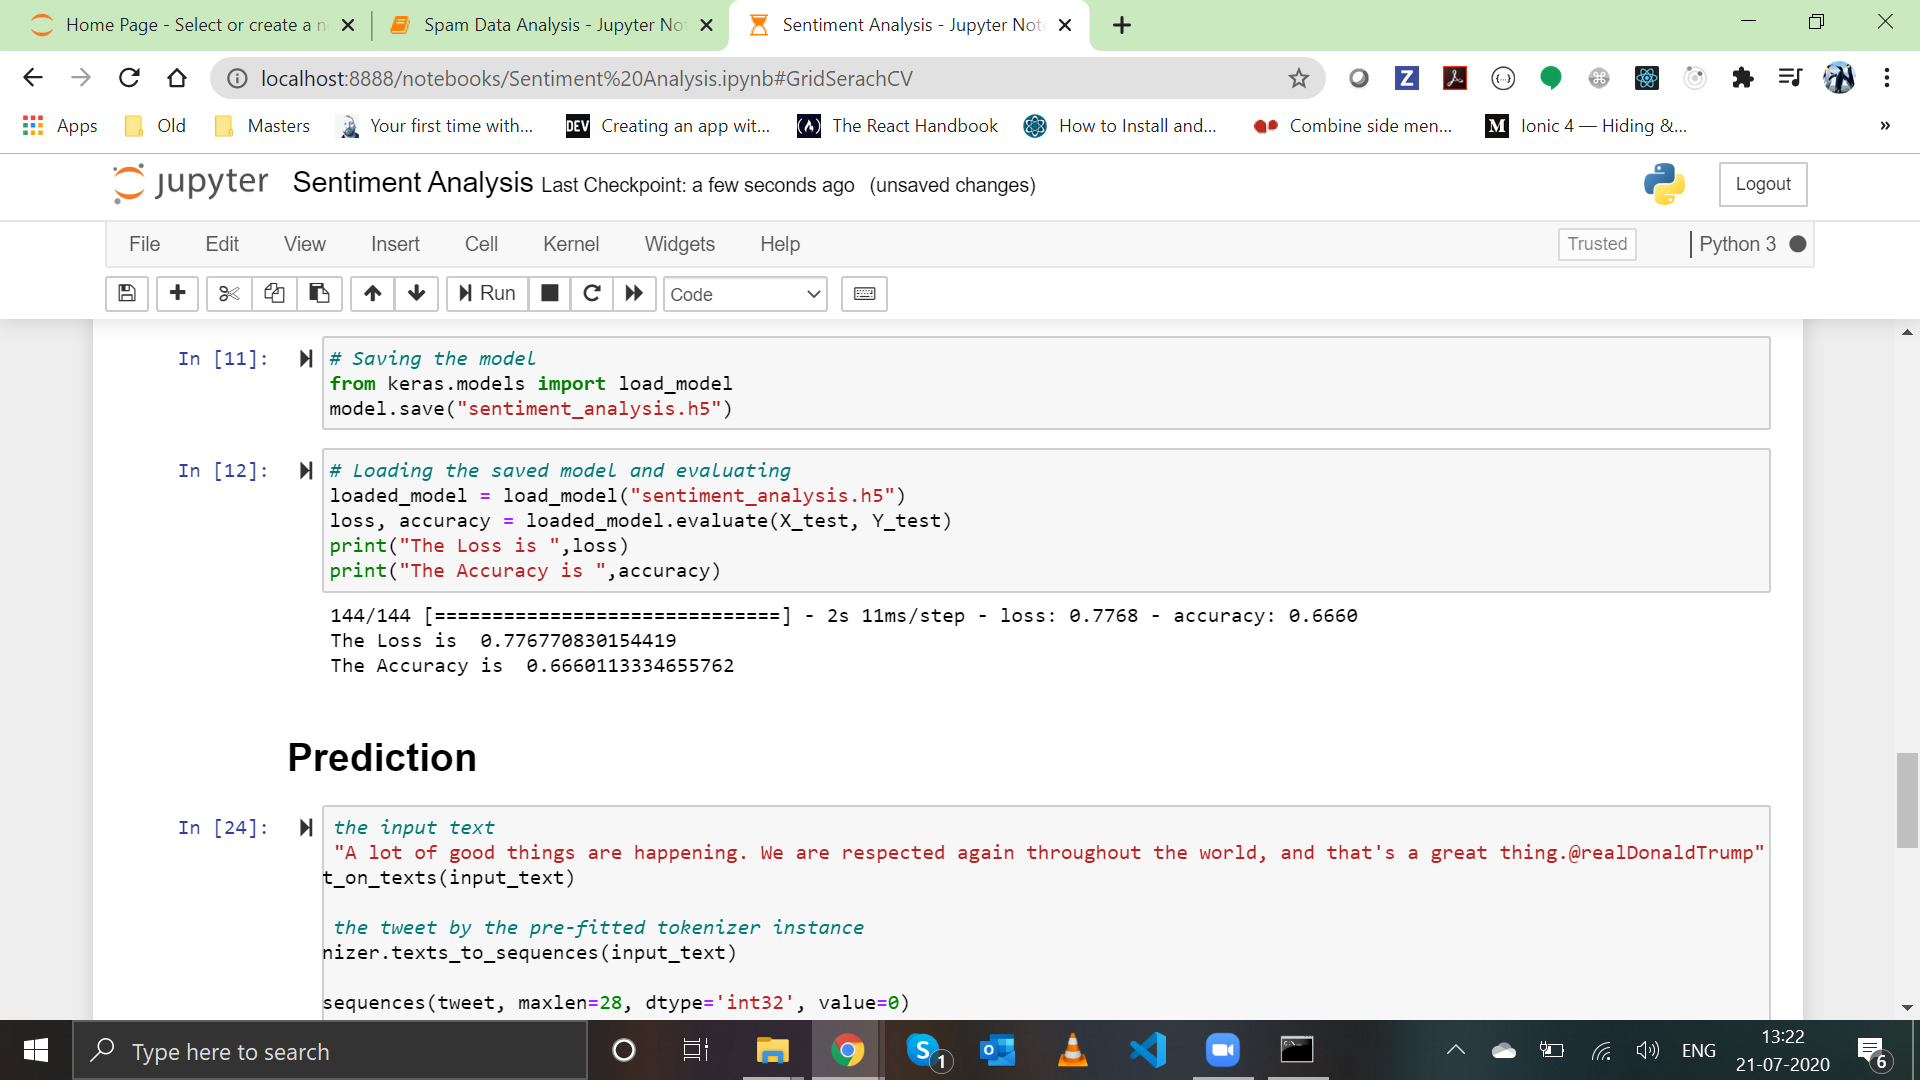 Home Page - Select or create a n
Spam Data Analysis - Jupyter Not
Sentiment Analysis - Jupyter Note
localhost:8888/notebooks/Sentiment%20Analysis.ipynb#GridSerachCV
Apps
Old
Masters
Your first time with...
DEV
Creating an app wit...
The React Handbook
How to Install and...
Combine side men...
Ionic 4 — Hiding &...
»
jupyter
Sentiment Analysis Last Checkpoint: a few seconds ago (unsaved changes)
Logout
File
Edit
View
Insert
Cell
Kernel
Widgets
Help
Trusted
Python 3
Run
Code
In [11]:
# Saving the model
from keras.models import load_model
model.save("sentiment_analysis.h5")
In [12]:
# Loading the saved model and evaluating
loaded_model = load_model("sentiment_analysis.h5")
loss, accuracy = loaded_model.evaluate(X_test, Y_test)
print("The Loss is ",loss)
print("The Accuracy is ",accuracy)
144/144 [==============================] - 2s 11ms/step - loss: 0.7768 - accuracy: 0.6660
The Loss is  0.776770830154419
The Accuracy is  0.6660113334655762
Prediction
In [24]:
the input text
"A lot of good things are happening. We are respected again throughout the world, and that's a great thing.@realDonaldTrump"
t_on_texts(input_text)
the tweet by the pre-fitted tokenizer instance
nizer.texts_to_sequences(input_text)
sequences(tweet, maxlen=28, dtype='int32', value=0)
Type here to search
1
ENG
13:22
21-07-2020
6